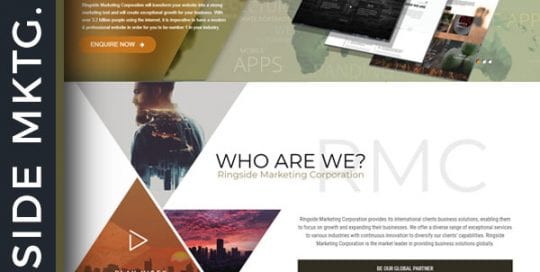 SIDE MKTG.
Ringside Marketing Corporation will transform your website into a strong
marketing tool and will create exceptional growth for your business. With
over 3.2 billion people using the internet, it is imperative to have a modern
& professional website in order for you to be number 1 in your industry.
ENQUIRE NOW
MOBILE
APPS
RMC
WHO ARE WE?
Ringside Marketing Corporation
Ringside Marketing Corporation provides its international clients business solutions, enabling them
to focus on growth and expanding their businesses. We offer a diverse range of exceptional services
to various industries with continuous innovation to diversify our clients' capabilities. Ringside
Marketing Corporation is the market leader in providing business solutions globally.
BE OUR GLOBAL PARTNER